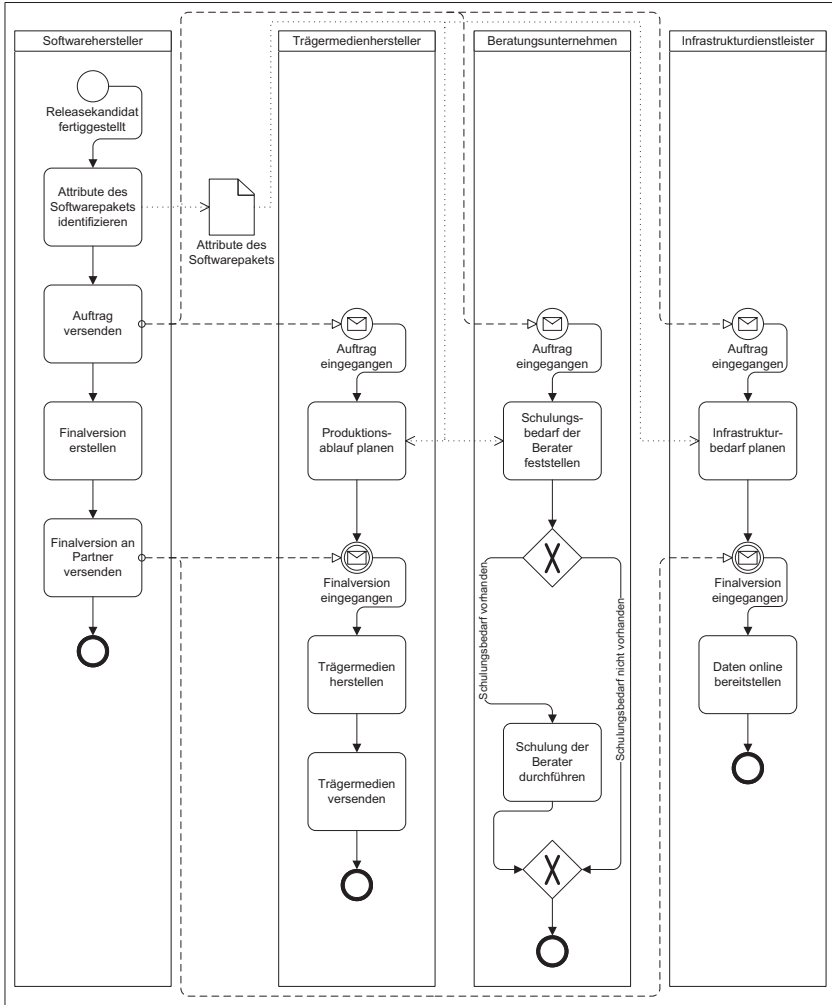 Softwarehersteller
Releasekandidat
fertiggestellt
Attribute des
Softwarepakets
identifizieren
Auftrag
versenden
Finalversion
erstellen
Finalversion an
Partner
versenden
Attribute des
Softwarepakets
Trägermedienhersteller
Auftrag
eingegangen
Produktions-
ablauf planen
Finalversion
eingegangen
Trägermedien
herstellen
Trägermedien
versenden
Beratungsunternehmen
Auftrag
eingegangen
Schulungs-
bedarf der
Berater
feststellen
Schulungsbedarf vorhanden
Schulungsbedarf nicht vorhanden
Schulung der
Berater
durchführen
Infrastrukturdienstleister
Auftrag
eingegangen
Infrastruktur-
bedarf planen
Finalversion
eingegangen
Daten online
bereitstellen